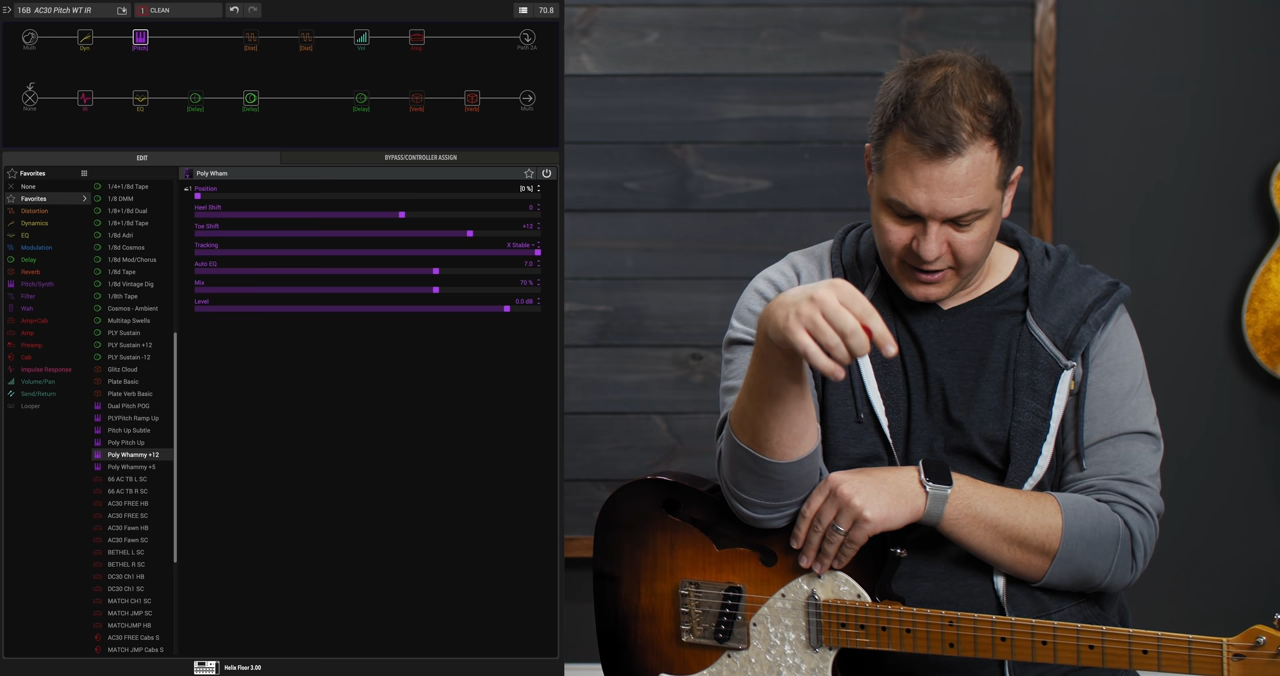 16B AC30 Pitch WT IR
1 CLEAN
70.8
Multi
Dyn
[Pitch]
[Dist]
[Dist]
Vol
Amp
Path 2A
None
IR
EQ
[Delay]
[Delay]
[Delay]
[Verb]
[Verb]
Multi
EDIT
BYPASS/CONTROLLER ASSIGN
Favorites
None
Favorites
Distortion
Dynamics
EQ
Modulation
Delay
Reverb
Pitch/Synth
Filter
Wah
Amp+Cab
Amp
Preamp
Cab
Impulse Response
Volume/Pan
Send/Return
Looper
1/4+1/8d Tape
1/8 DMM
1/8+1/8d Dual
1/8+1/8d Tape
1/8d Adri
1/8d Cosmos
1/8d Mod/Chorus
1/8d Tape
1/8d Vintage Dig
1/8th Tape
Cosmos - Ambient
Multitap Swells
PLY Sustain
PLY Sustain +12
PLY Sustain -12
Glitz Cloud
Plate Basic
Plate Verb Basic
Dual Pitch POG
PLYPitch Ramp Up
Pitch Up Subtle
Poly Pitch Up
Poly Whammy +12
Poly Whammy +5
66 AC TB L SC
66 AC TB R SC
AC30 FREE HB
AC30 FREE SC
AC30 Fawn HB
AC30 Fawn SC
BETHEL L SC
BETHEL R SC
DC30 Ch1 HB
DC30 Ch1 SC
MATCH CH1 SC
MATCH JMP SC
MATCHJMP HB
AC30 FREE Cabs S
MATCH JMP Cabs S
Poly Wham
1 Position [0 %]
Heel Shift 0
Toe Shift +12
Tracking X Stable
Auto EQ 7.0
Mix 70 %
Level 0.0 dB
Helix Floor 3.00